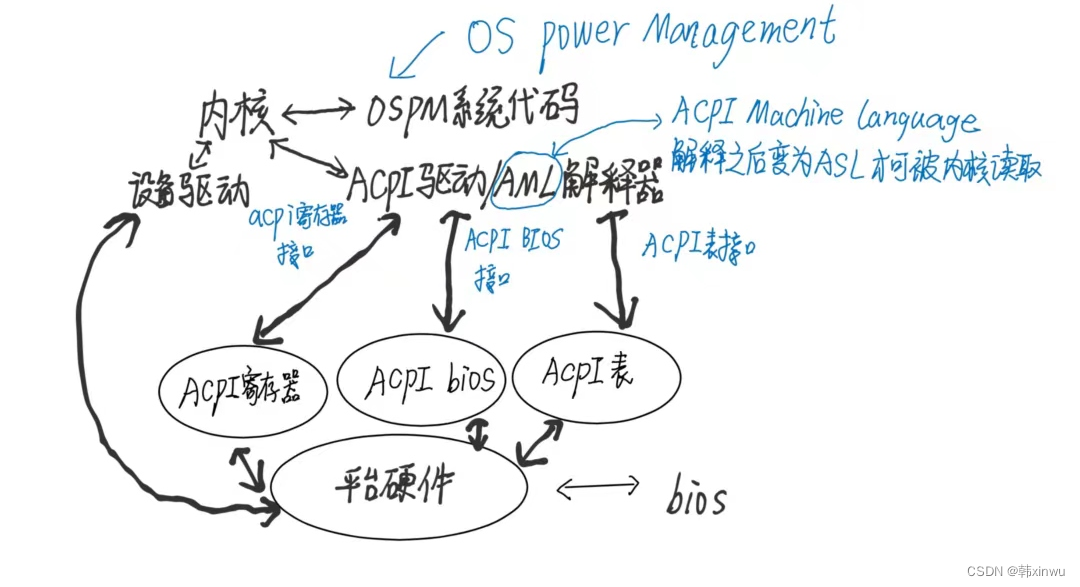 OS power Management
内核 OSPM系统代码
ACPI Machine Language
解释之后变为ASL才可被内核读取
设备驱动 ACPI驱动/AML解释器
acpi寄存器
接口
ACPI BIOS
接口
ACPI表接口
ACPI寄存器 ACPI bios ACPI表
平台硬件 bios
CSDN @韩xinwu